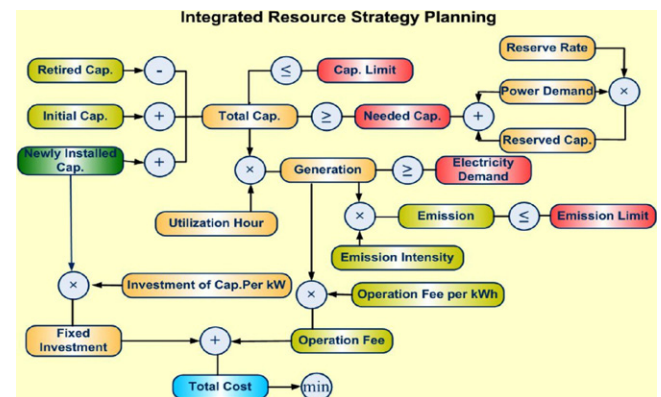 Integrated Resource Strategy Planning
Reserve Rate
Retired Cap.
-
≤
Cap. Limit
Power Demand
×
Initial Cap.
+
Total Cap.
≥
Needed Cap.
+
Reserved Cap.
Newly Installed
Cap.
+
×
Generation
≥
Electricity
Demand
Utilization Hour
×
Emission
≤
Emission Limit
Emission Intensity
×
Investment of Cap.Per kW
×
Operation Fee per kWh
Fixed
Investment
+
Operation Fee
Total Cost
min